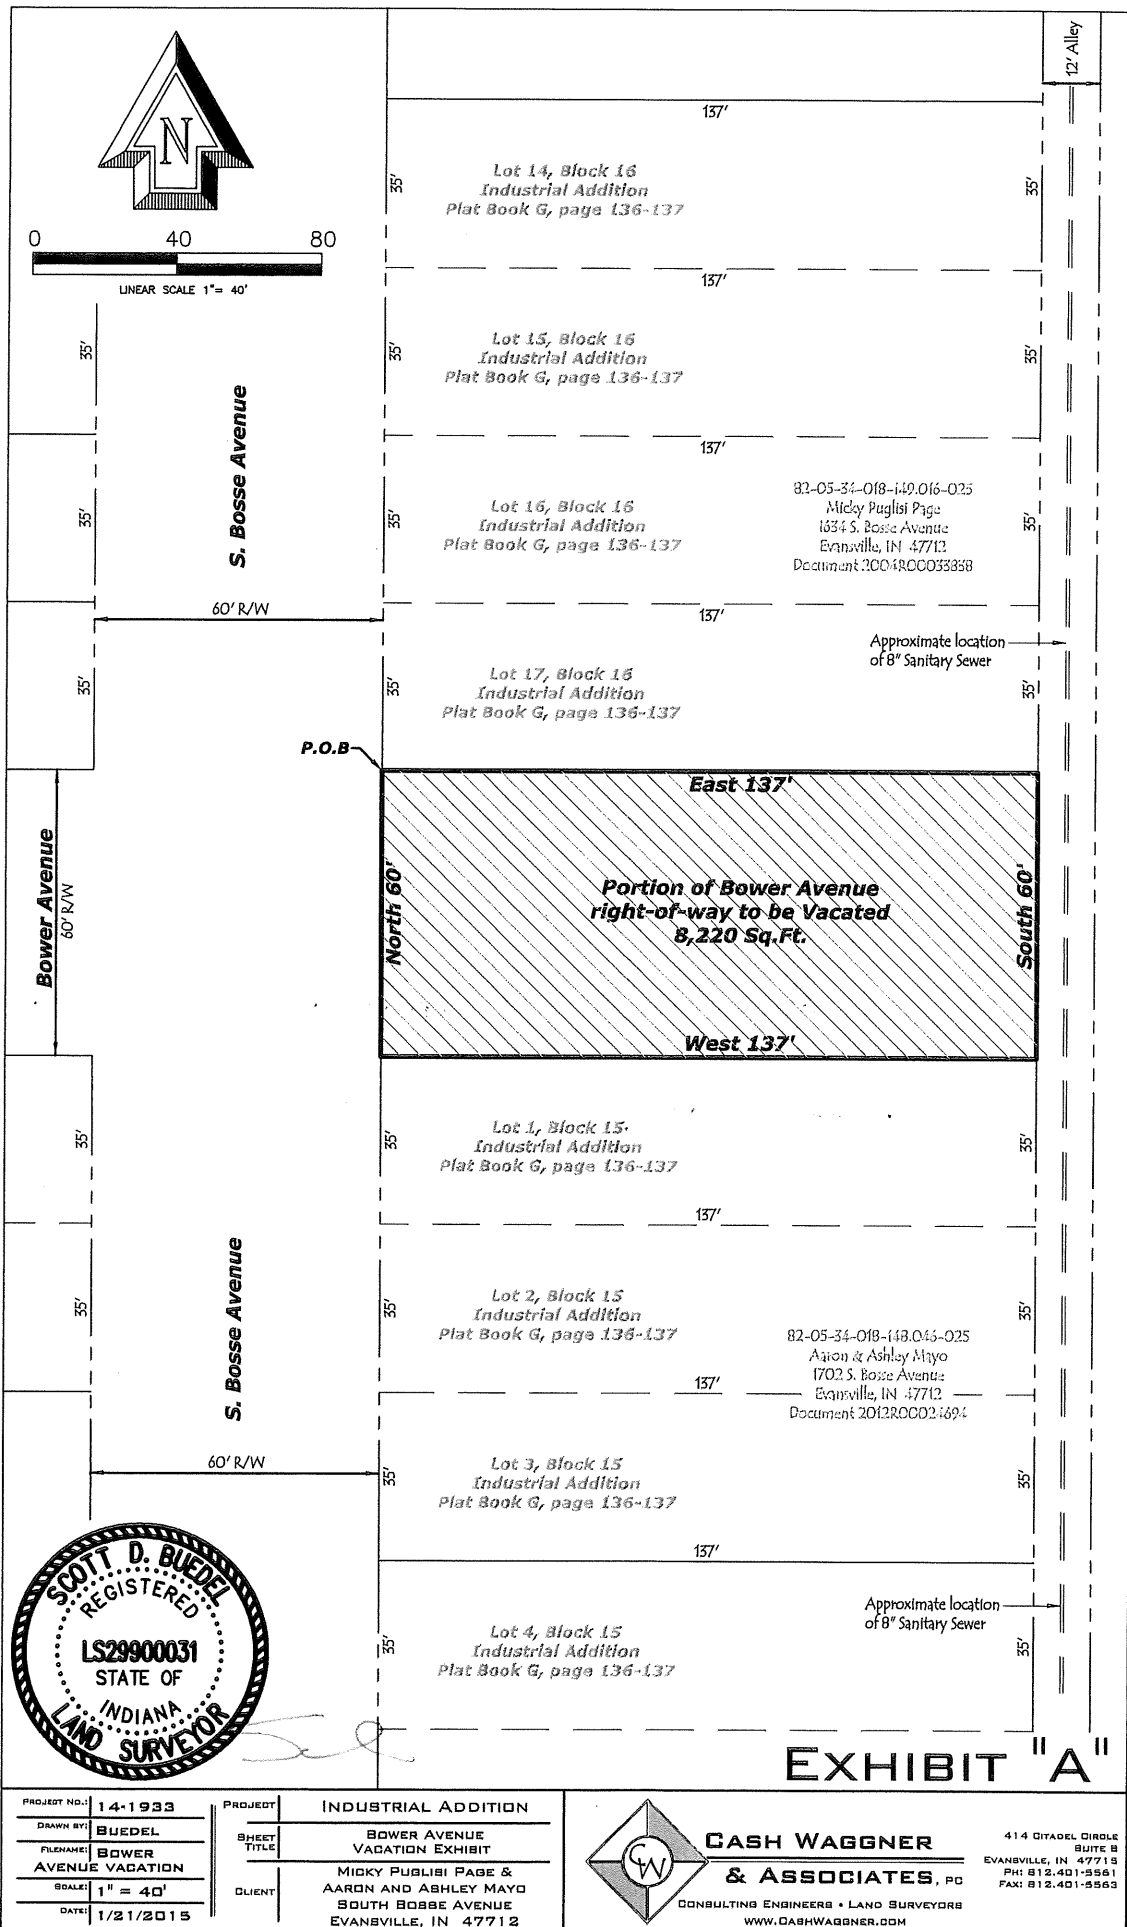 12' Alley
N
0 40 80
LINEAR SCALE 1"= 40'
137'
35'
Lot 14, Block 16
Industrial Addition
Plat Book G, page 136-137
35'
137'
35'
35'
Lot 15, Block 16
Industrial Addition
Plat Book G, page 136-137
35'
S. Bosse Avenue
137'
35'
35'
Lot 16, Block 16
Industrial Addition
Plat Book G, page 136-137
82-05-34-018-149.016-025
Micky Puglisi Page
1634 S. Bosse Avenue
Evansville, IN 47712
Document 2004R00033838
35'
60' R/W
137'
Approximate location
of 8" Sanitary Sewer
35'
35'
Lot 17, Block 16
Industrial Addition
Plat Book G, page 136-137
35'
P.O.B
East 137'
Bower Avenue
60' R/W
North 60'
Portion of Bower Avenue
right-of-way to be Vacated
8,220 Sq.Ft.
South 60'
West 137'
35'
35'
Lot 1, Block 15
Industrial Addition
Plat Book G, page 136-137
35'
137'
S. Bosse Avenue
35'
35'
Lot 2, Block 15
Industrial Addition
Plat Book G, page 136-137
35'
82-05-34-018-148.045-025
Aaron & Ashley Mayo
1702 S. Bosse Avenue
Evansville, IN 47712
Document 2012R00024694
137'
60' R/W
35'
Lot 3, Block 15
Industrial Addition
Plat Book G, page 136-137
35'
137'
Approximate location
of 8" Sanitary Sewer
35'
Lot 4, Block 15
Industrial Addition
Plat Book G, page 136-137
35'
SCOTT D. BUEDEL
REGISTERED
LS29900031
STATE OF
INDIANA
LAND SURVEYOR
EXHIBIT "A"
PROJECT NO.: 14-1933
DRAWN BY: BUEDEL
FILENAME: BOWER
AVENUE VACATION
SCALE: 1" = 40'
DATE: 1/21/2015
PROJECT INDUSTRIAL ADDITION
SHEET TITLE
BOWER AVENUE
VACATION EXHIBIT
CLIENT
MICKY PUGLISI PAGE &
AARON AND ASHLEY MAYO
SOUTH BOSSE AVENUE
EVANSVILLE, IN 47712
CW
CASH WAGGNER
& ASSOCIATES, PC
CONSULTING ENGINEERS • LAND SURVEYORS
WWW.CASHWAGGNER.COM
414 CITADEL CIRCLE
SUITE B
EVANSVILLE, IN 47715
PH: 812.401-5561
FAX: 812.401-5563